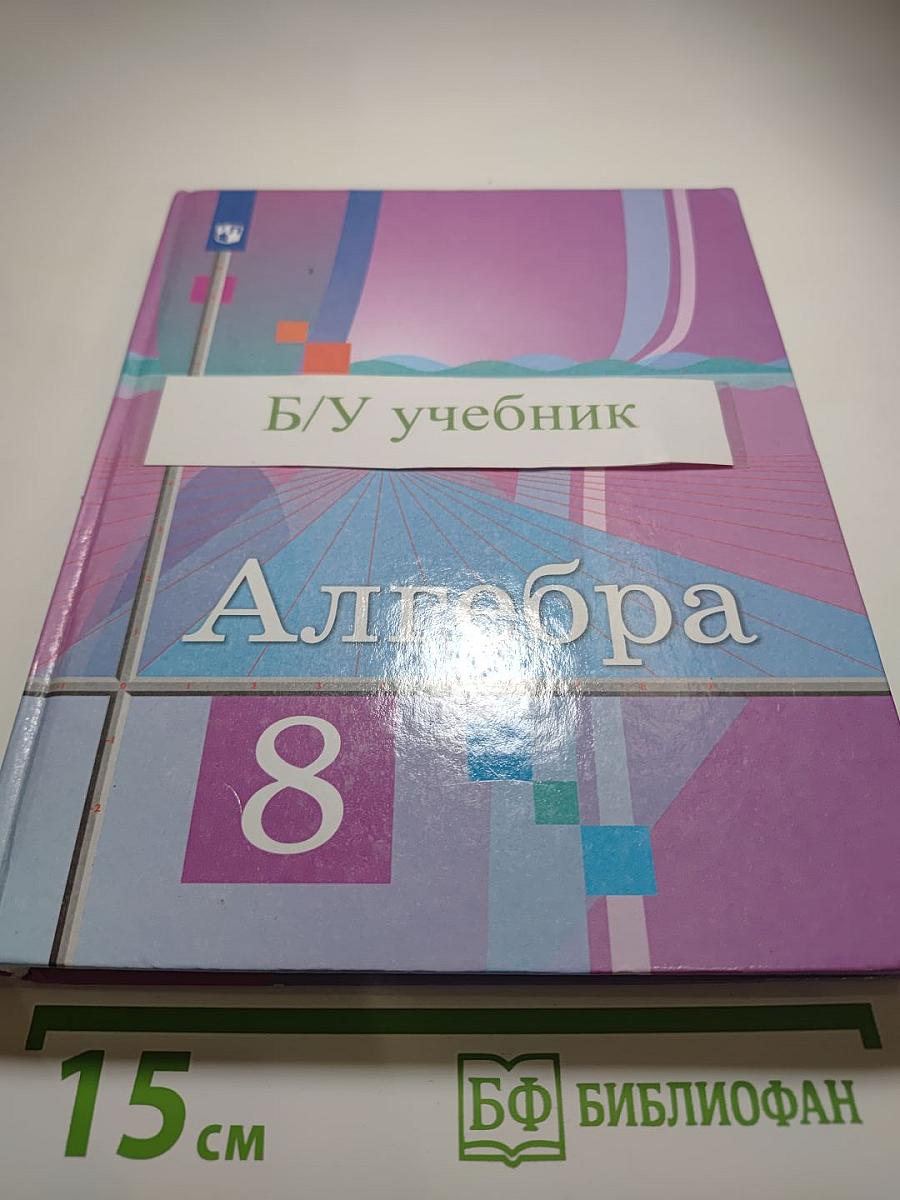 Б/У учебник
Алгебра
8
15 см
БФ БИБЛИОФАН